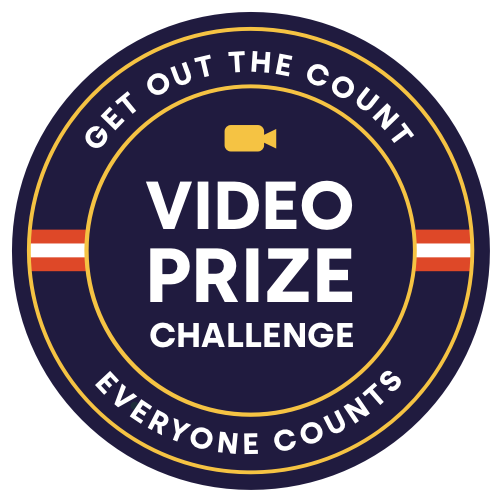 GET OUT THE COUNT
VIDEO
PRIZE
CHALLENGE
EVERYONE COUNTS